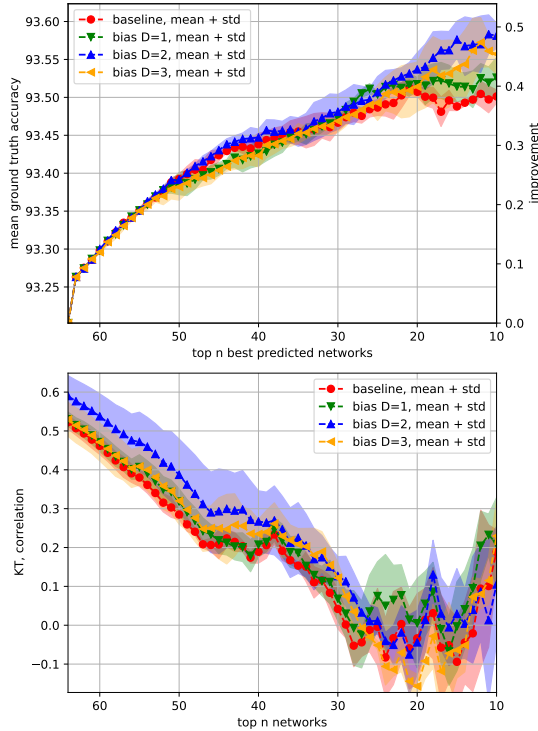 baseline, mean + std
bias D=1, mean + std
bias D=2, mean + std
bias D=3, mean + std
93.60
93.55
93.50
93.45
93.40
93.35
93.30
93.25
mean ground truth accuracy
0.5
0.4
0.3
0.2
0.1
0.0
improvement
60 50 40 30 20 10
top n best predicted networks
baseline, mean + std
bias D=1, mean + std
bias D=2, mean + std
bias D=3, mean + std
0.6
0.5
0.4
0.3
0.2
0.1
0.0
−0.1
KT, correlation
60 50 40 30 20 10
top n networks